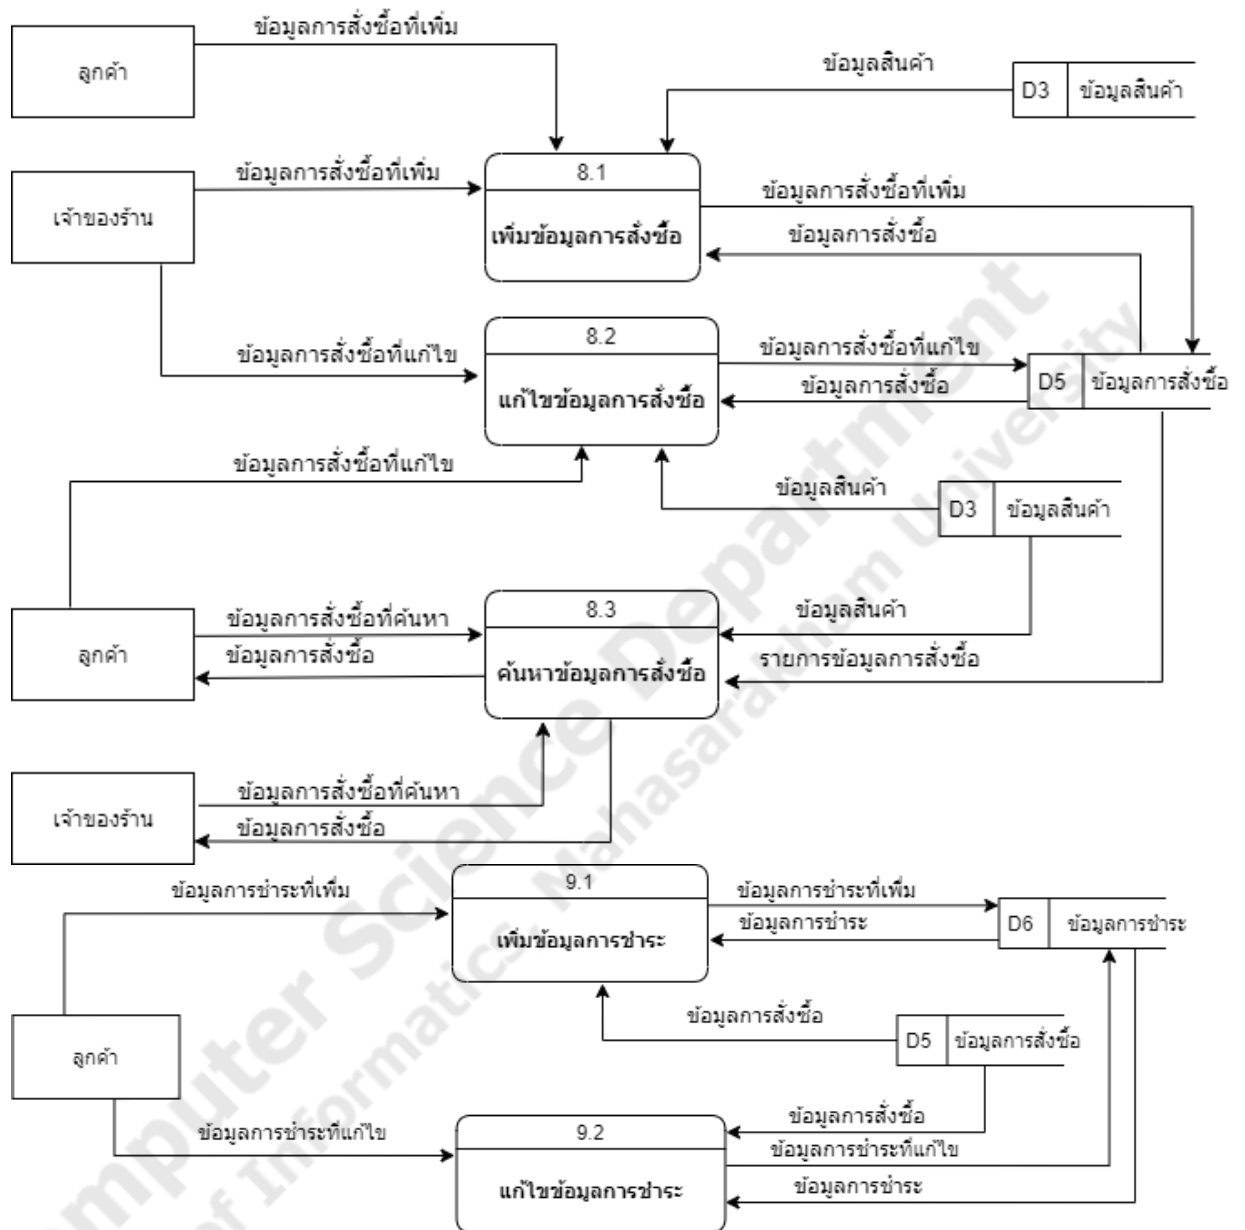 ข้อมูลการสั่งซื้อที่เพิ่ม
ลูกค้า
ข้อมูลสินค้า
D3 ข้อมูลสินค้า
8.1
ข้อมูลการสั่งซื้อที่เพิ่ม
ข้อมูลการสั่งซื้อที่เพิ่ม
เจ้าของร้าน
เพิ่มข้อมูลการสั่งซื้อ
ข้อมูลการสั่งซื้อ
8.2
ข้อมูลการสั่งซื้อที่แก้ไข
ข้อมูลการสั่งซื้อที่แก้ไข
D5 ข้อมูลการสั่งซื้อ
แก้ไขข้อมูลการสั่งซื้อ
ข้อมูลการสั่งซื้อ
ข้อมูลการสั่งซื้อที่แก้ไข
ข้อมูลสินค้า
D3 ข้อมูลสินค้า
8.3
ข้อมูลการสั่งซื้อที่ค้นหา
ข้อมูลสินค้า
ลูกค้า
ข้อมูลการสั่งซื้อ
ค้นหาข้อมูลการสั่งซื้อ
รายการข้อมูลการสั่งซื้อ
ข้อมูลการสั่งซื้อที่ค้นหา
เจ้าของร้าน
ข้อมูลการสั่งซื้อ
9.1
ข้อมูลการชำระที่เพิ่ม
ข้อมูลการชำระที่เพิ่ม
D6 ข้อมูลการชำระ
เพิ่มข้อมูลการชำระ
ข้อมูลการชำระ
ข้อมูลการสั่งซื้อ
D5 ข้อมูลการสั่งซื้อ
ลูกค้า
ข้อมูลการสั่งซื้อ
9.2
ข้อมูลการชำระที่แก้ไข
ข้อมูลการชำระที่แก้ไข
แก้ไขข้อมูลการชำระ
ข้อมูลการชำระ
omputer Science Department
of Informatics, Mahasarakham University